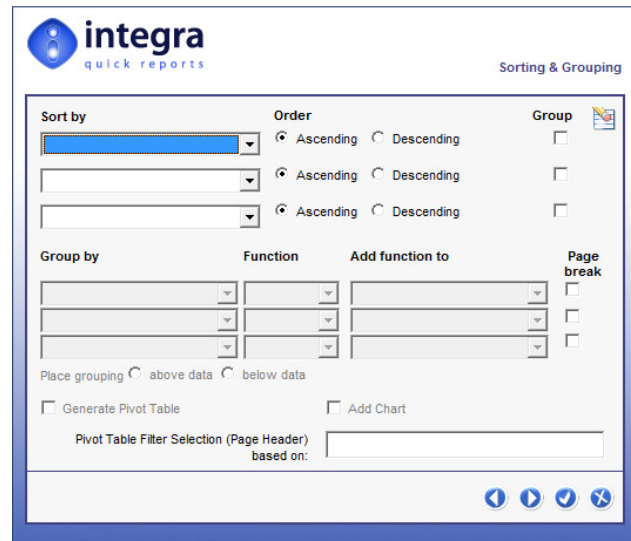 integra
quick reports
Sorting & Grouping
Sort by Order Group
Ascending Descending
Ascending Descending
Ascending Descending
Group by Function Add function to Page break
Place grouping above data below data
Generate Pivot Table Add Chart
Pivot Table Filter Selection (Page Header)
based on: